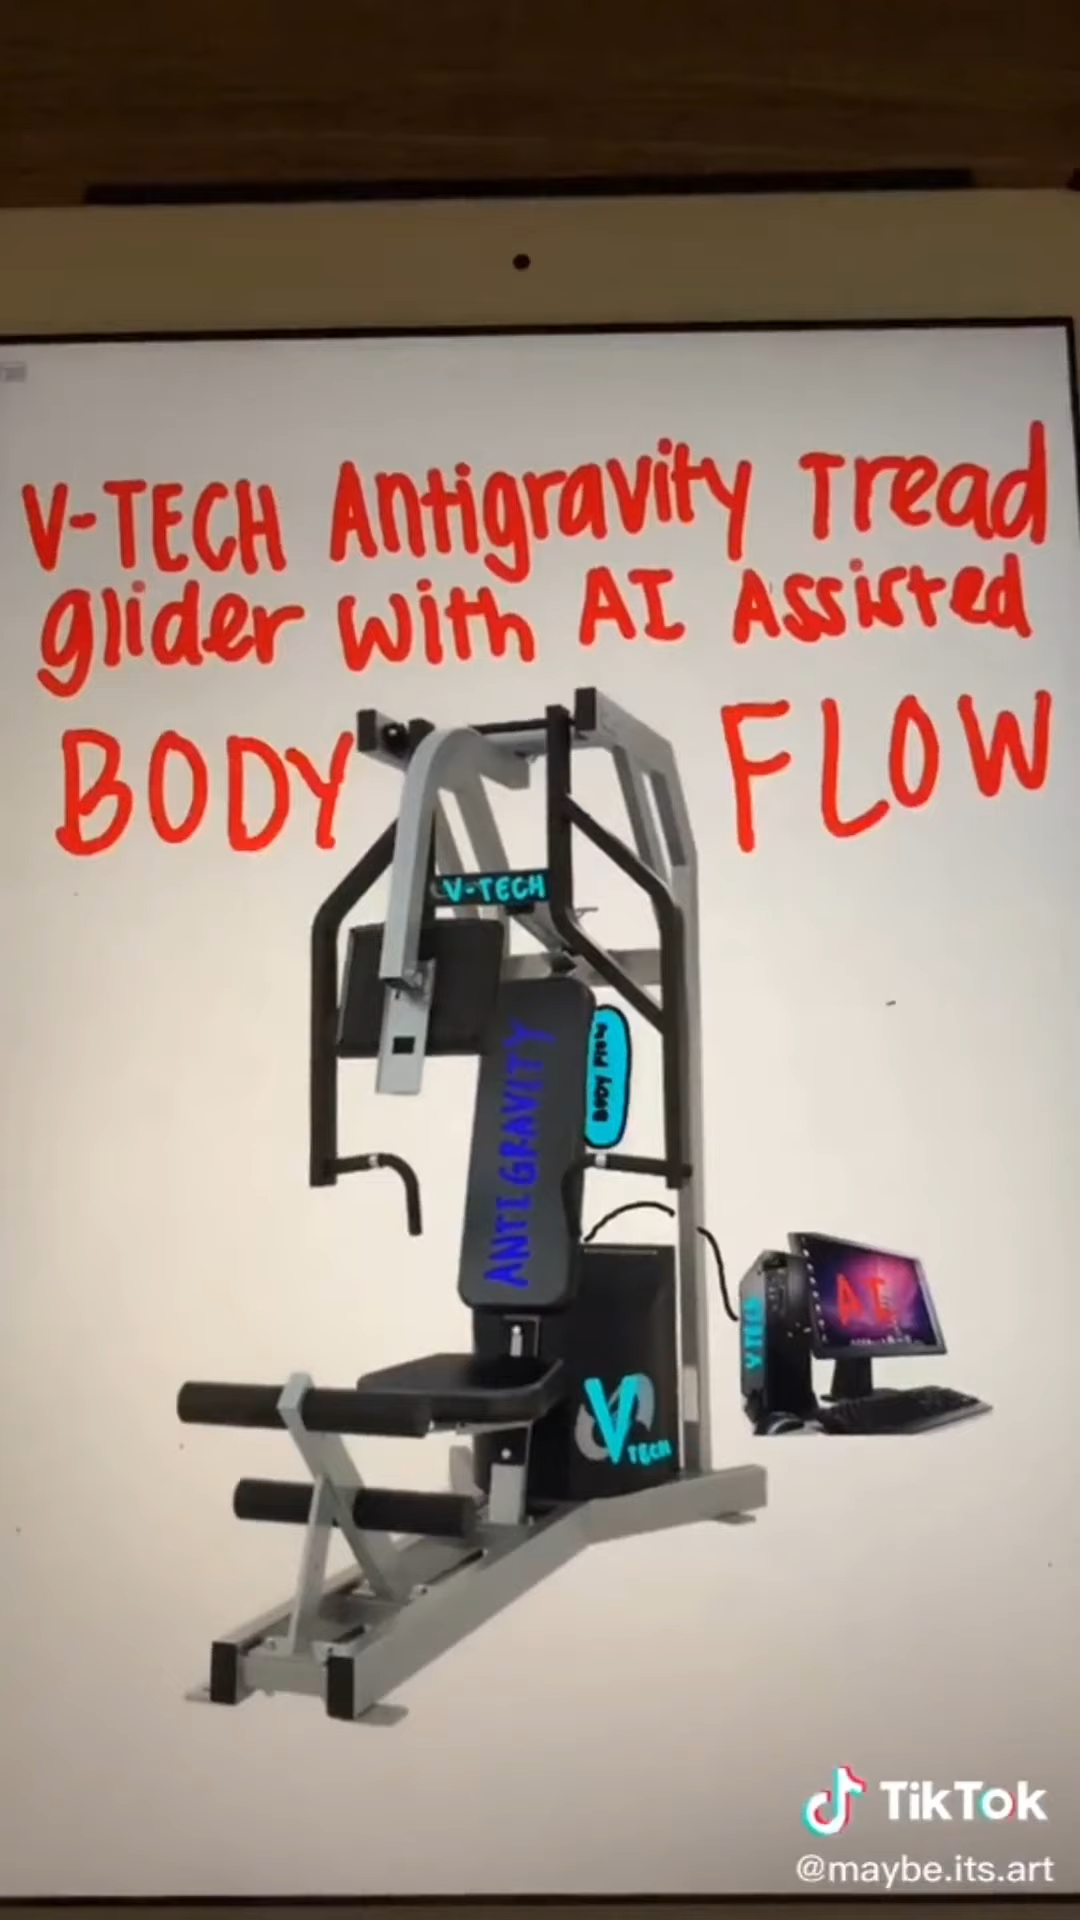 V-TECH Antigravity Tread
glider with AI Assisted
BODY FLOW
V-TECH
ANTIGRAVITY
BODY Flow
AI
V TECH
V TECH
TikTok
@maybe.its.art